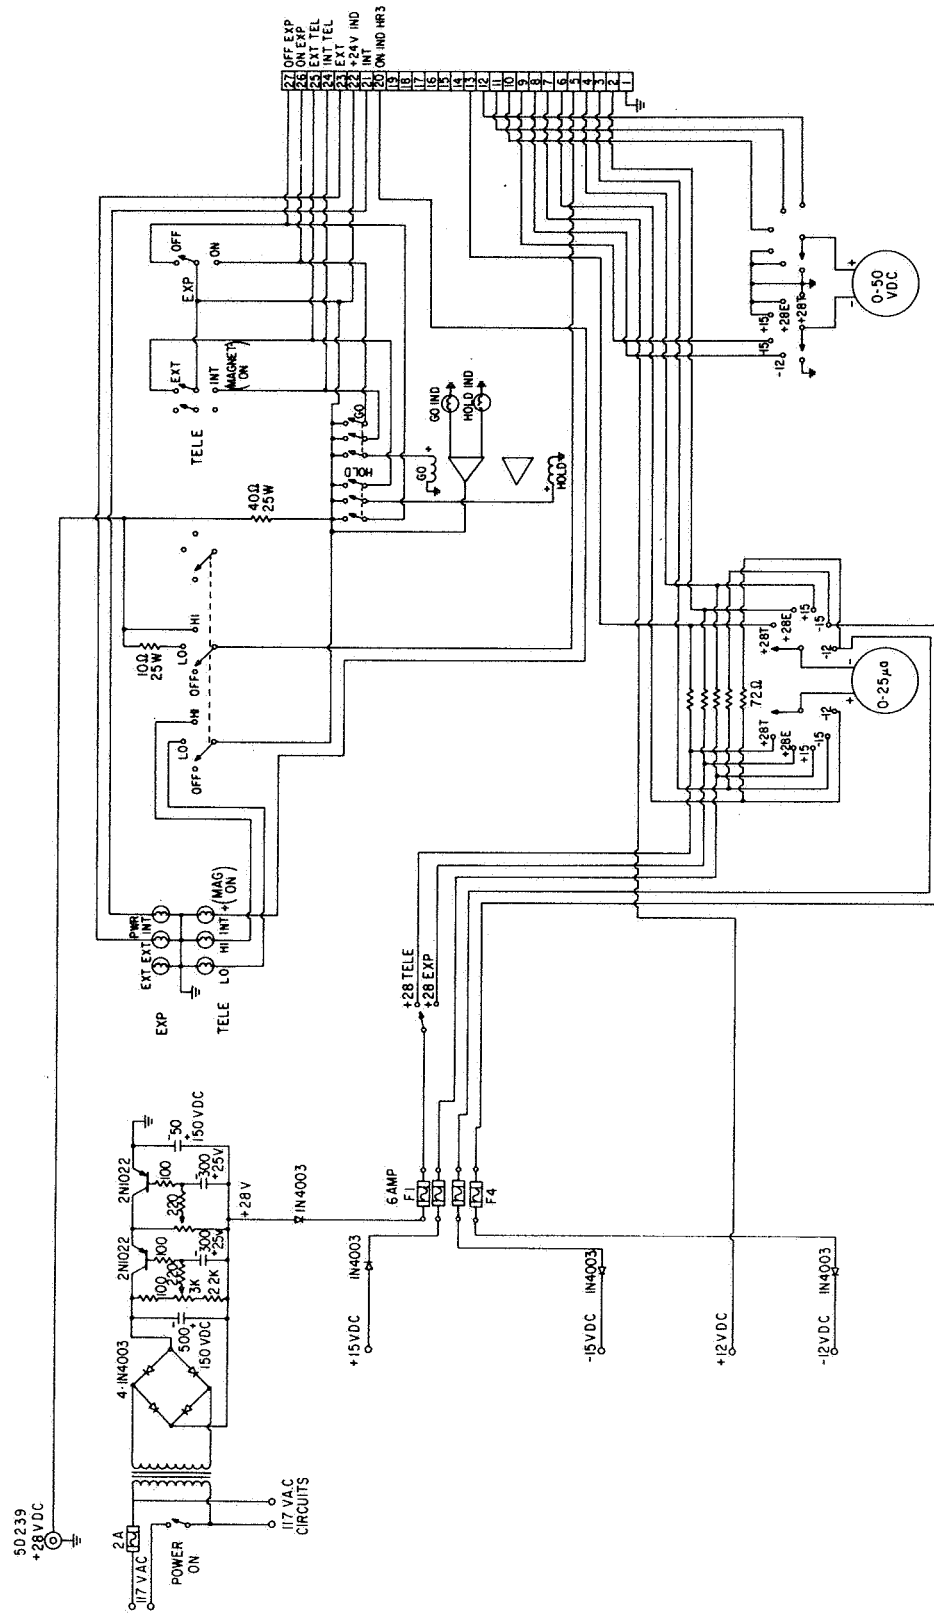 27 OFF EXP
26 ON EXP
25 EXT TEL
24 INT TEL
23 EXT
22 +24V IND
21 INT
20 ON IND HR3
19
18
17
16
15
14
13
12
11
10
9
8
7
6
5
4
3
2
1
OFF
EXP
ON
EXT
INT
(MAGNET ON)
TELE
40Ω
25W
HI
LO
OFF
10Ω
25W
HI
LO
OFF
GO
HOLD
GO
+
GO IND
HOLD IND
+
HOLD
PWR
EXT EXT INT
EXP
TELE
LO HI INT +(MAG ON)
+15
+28E
+28T
-15
-12
- +
0-50
V.D.C
72Ω
+28T
+28E
+15
-15
-12
+28T
+28E
+15
-15
-12
+ -
0-25μa
+28 TELE
+28 EXP
.6 AMP
F1
F4
1N4003
+28V
2N1022
100
220
-300
+25V
-50
+150VDC
2N1022
100
220
-300
+25V
100
3K
2.2K
500
+
150 VDC
4-1N4003
5D239
+28VDC
2A
117 VAC
POWER
ON
117 V.A.C
CIRCUITS
+15VDC
1N4003
-15VDC
1N4003
+12VDC
-12VDC
1N4003